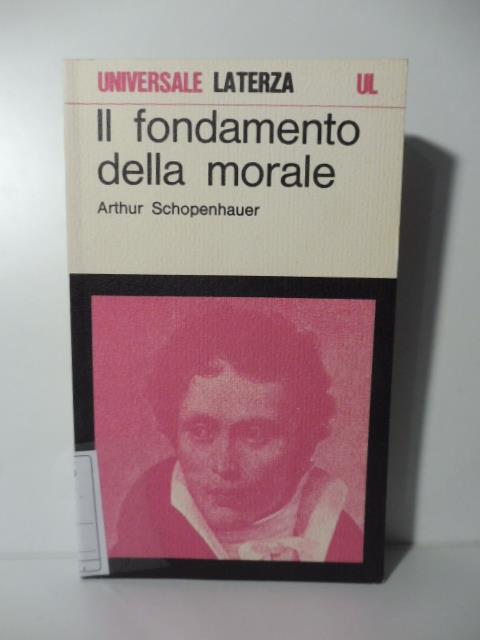 UNIVERSALE LATERZA UL
Il fondamento
della morale
Arthur Schopenhauer